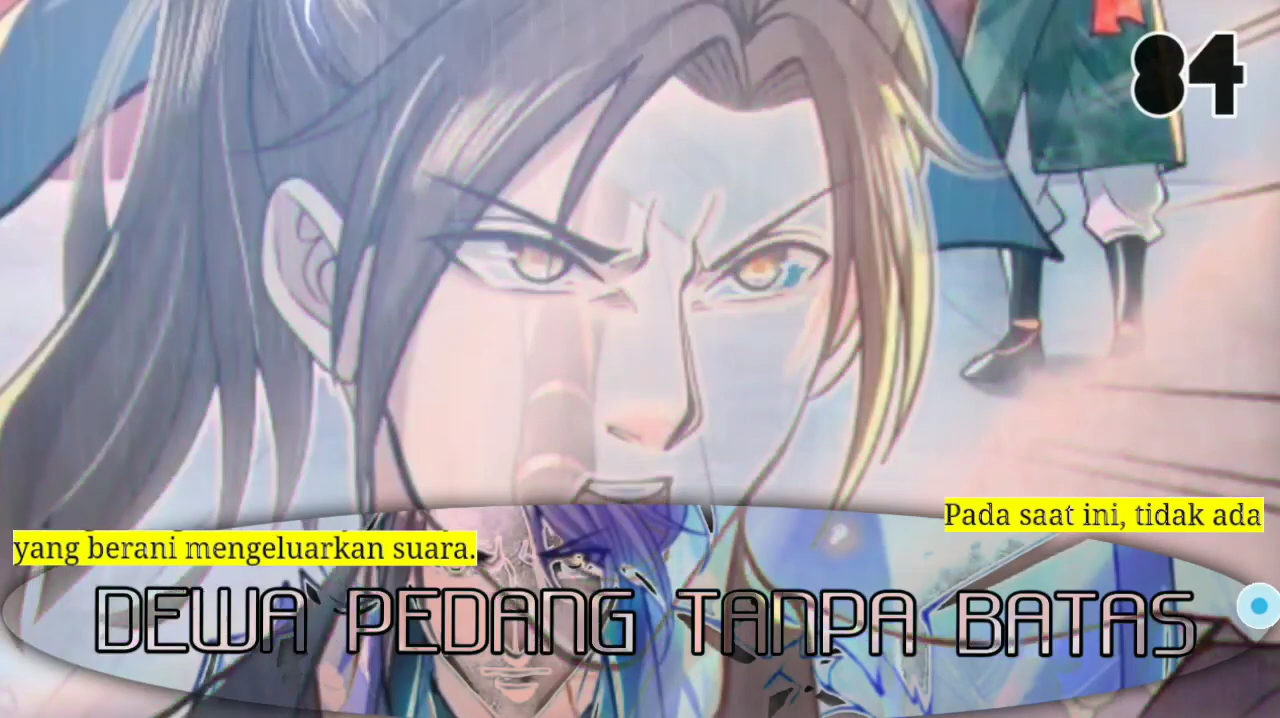 84
Pada saat ini, tidak ada
yang berani mengeluarkan suara.
DEWA PEDANG TANPA BATAS